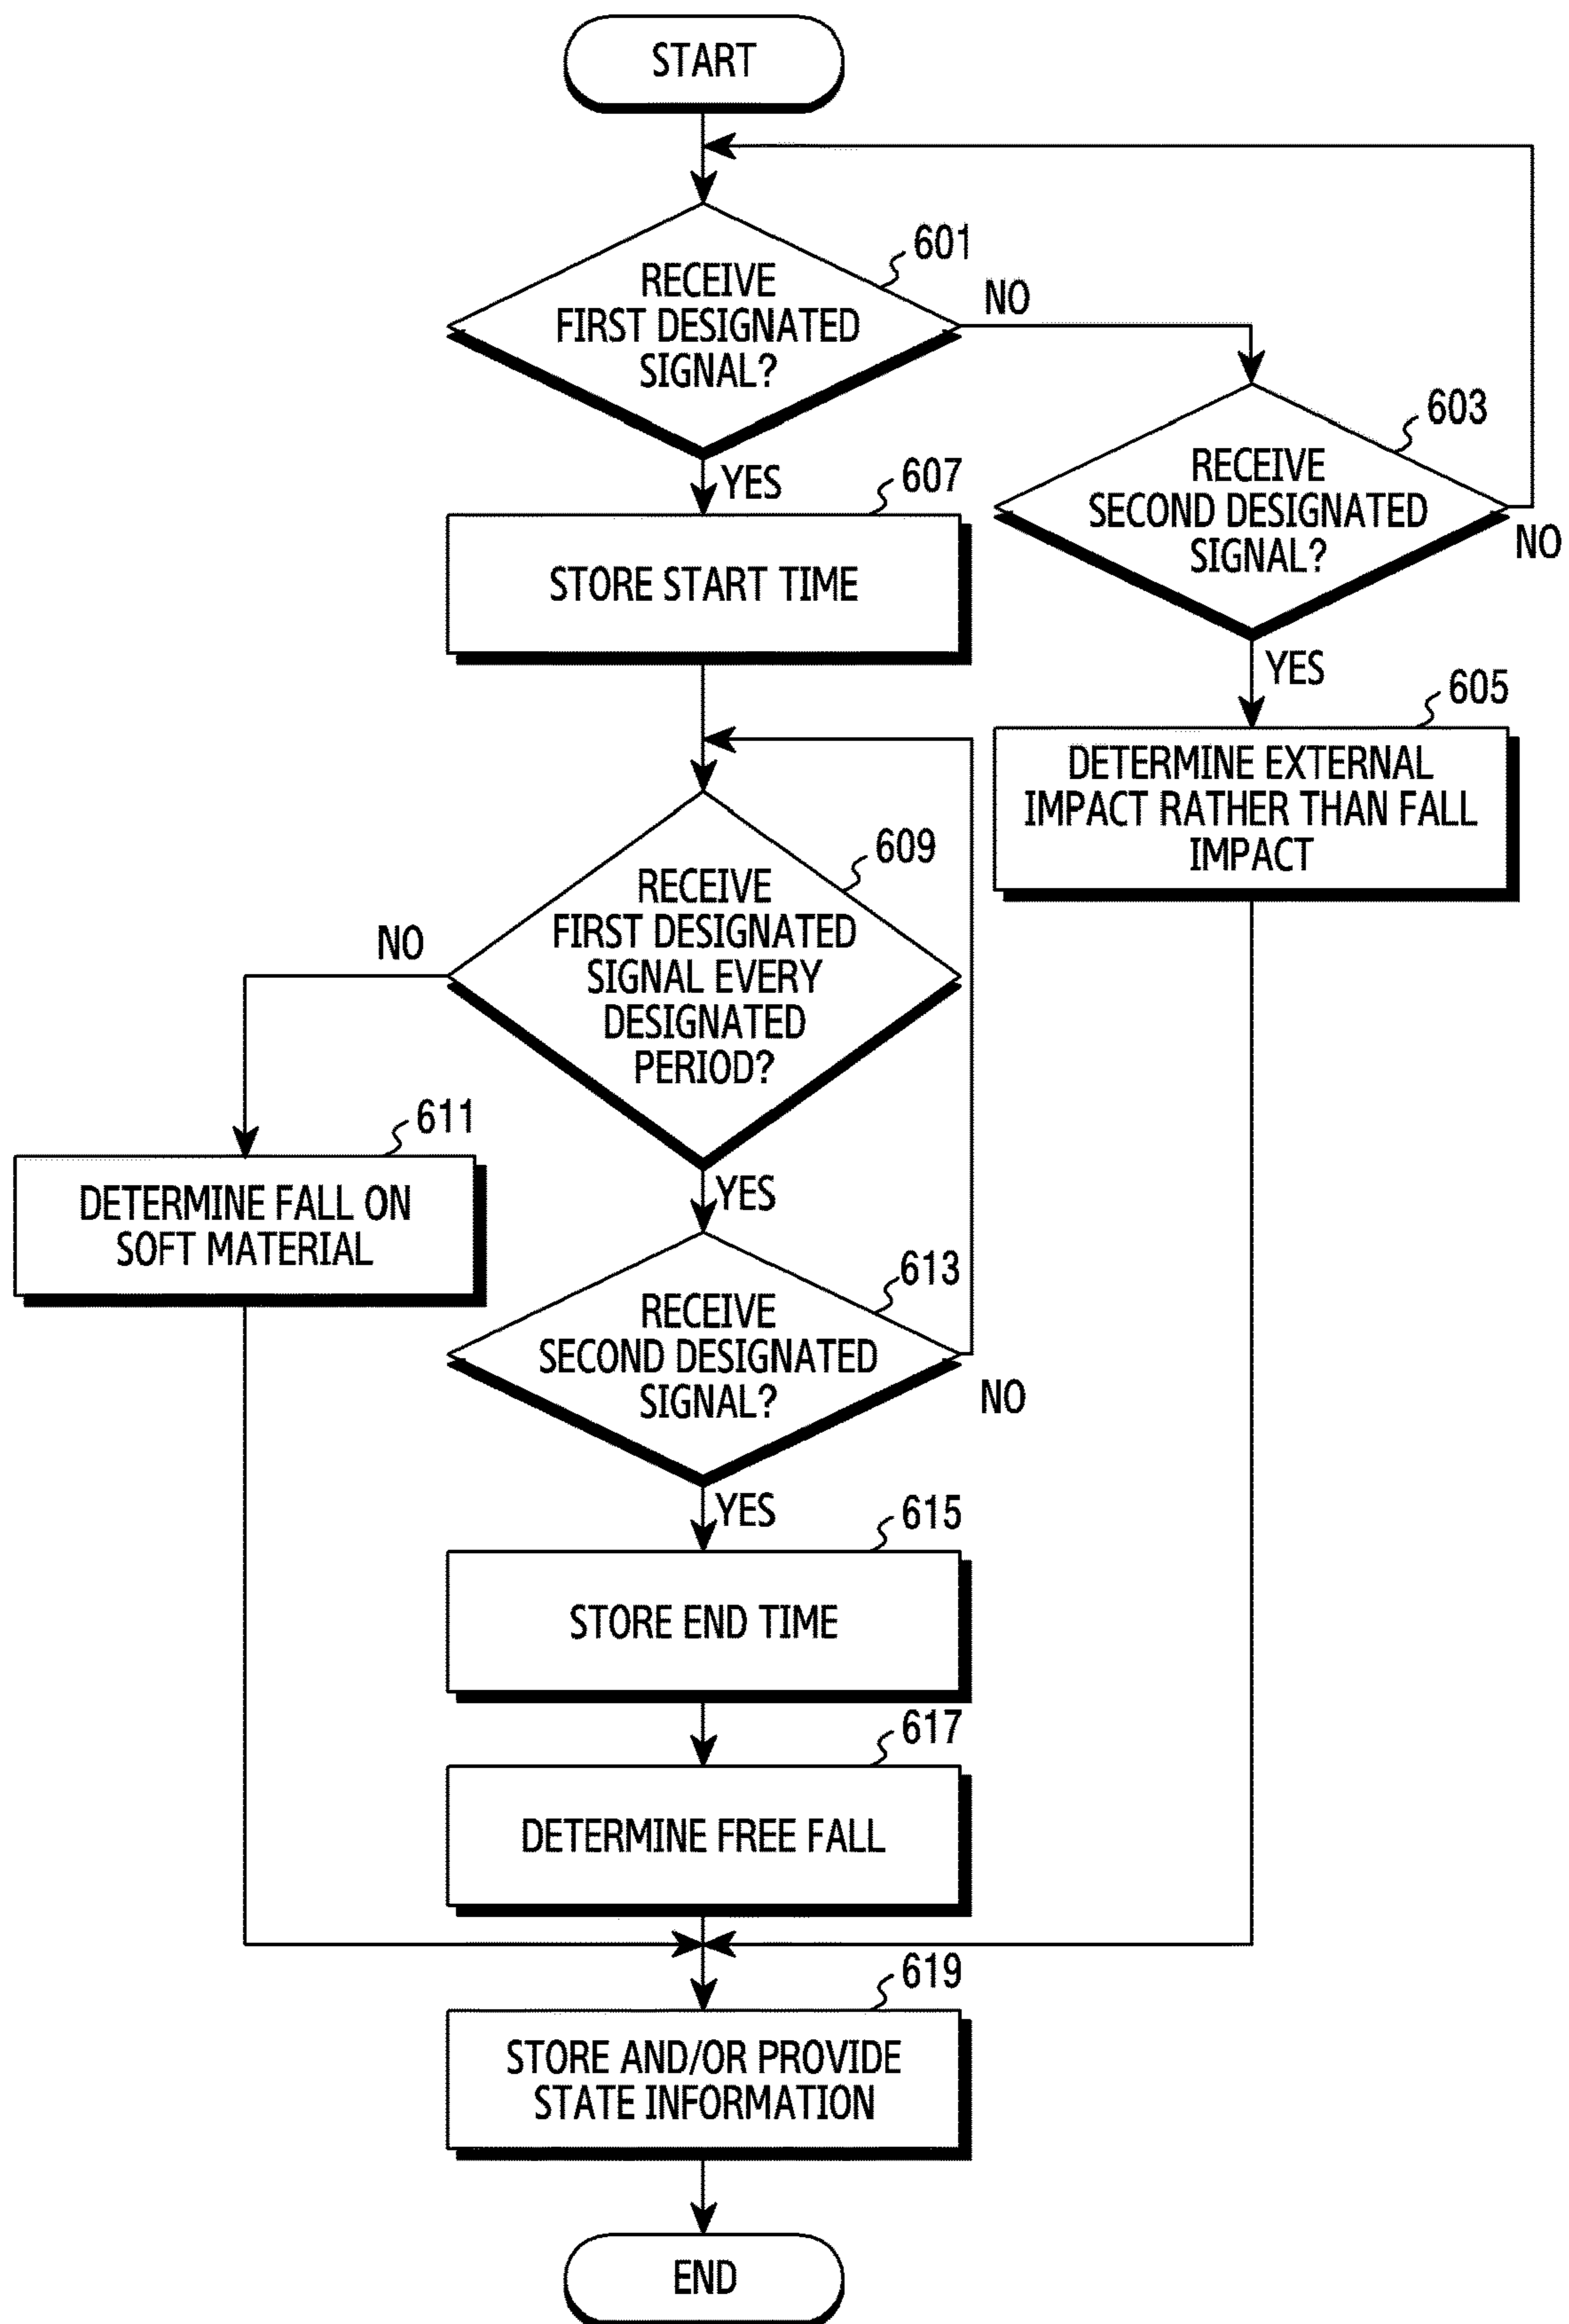 START
601
RECEIVE
FIRST DESIGNATED
SIGNAL?
NO
603
RECEIVE
SECOND DESIGNATED
SIGNAL?
NO
YES
607
STORE START TIME
YES
605
DETERMINE EXTERNAL
IMPACT RATHER THAN FALL
IMPACT
609
RECEIVE
FIRST DESIGNATED
SIGNAL EVERY
DESIGNATED
PERIOD?
NO
611
DETERMINE FALL ON
SOFT MATERIAL
YES
613
RECEIVE
SECOND DESIGNATED
SIGNAL?
NO
YES
615
STORE END TIME
617
DETERMINE FREE FALL
619
STORE AND/OR PROVIDE
STATE INFORMATION
END